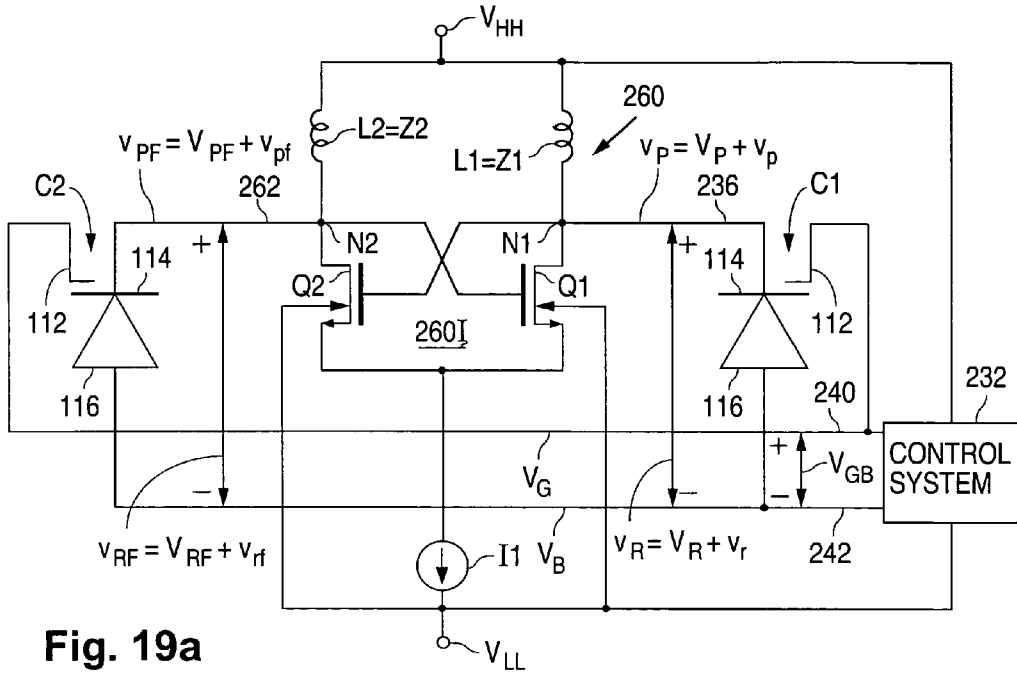 V_HH
260
L2=Z2
L1=Z1
v_PF = V_PF + v_pf
v_P = V_P + v_p
C2
262
236
C1
N2
N1
114
Q2
Q1
114
112
112
260I
116
116
240
232
+
−
+
−
+
−
V_G
V_GB
CONTROL
SYSTEM
v_RF = V_RF + v_rf
V_B
v_R = V_R + v_r
242
I1
Fig. 19a
V_LL